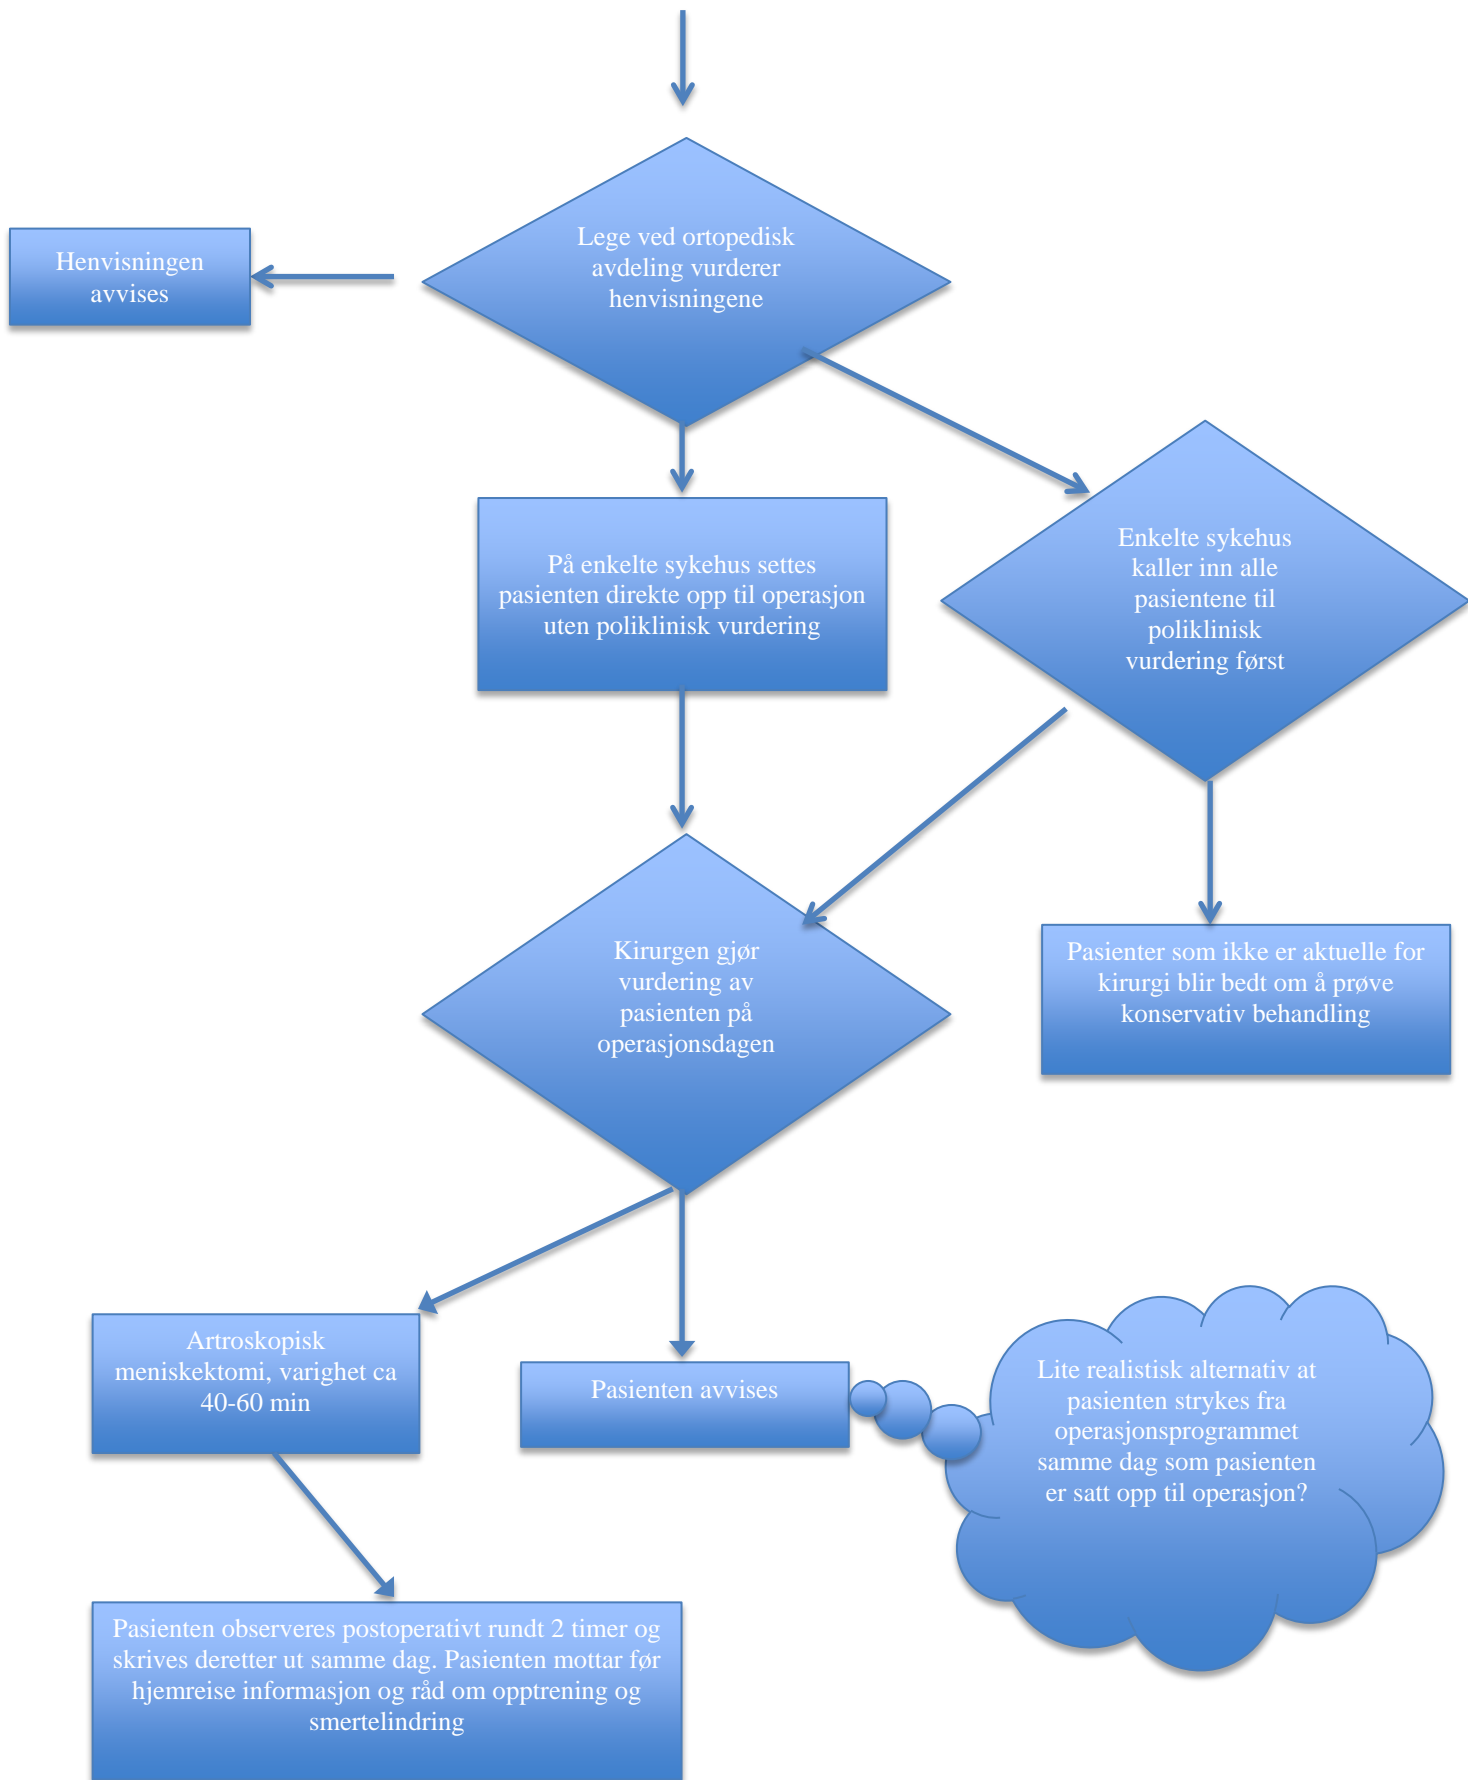 Lege ved ortopedisk
avdeling vurderer
henvisningene
Henvisningen
avvises
På enkelte sykehus settes
pasienten direkte opp til operasjon
uten poliklinisk vurdering
Enkelte sykehus
kaller inn alle
pasientene til
poliklinisk
vurdering først
Kirurgen gjør
vurdering av
pasienten på
operasjonsdagen
Pasienter som ikke er aktuelle for
kirurgi blir bedt om å prøve
konservativ behandling
Artroskopisk
meniskektomi, varighet ca
40-60 min
Pasienten avvises
Lite realistisk alternativ at
pasienten strykes fra
operasjonsprogrammet
samme dag som pasienten
er satt opp til operasjon?
Pasienten observeres postoperativt rundt 2 timer og
skrives deretter ut samme dag. Pasienten mottar før
hjemreise informasjon og råd om opptrening og
smertelindring